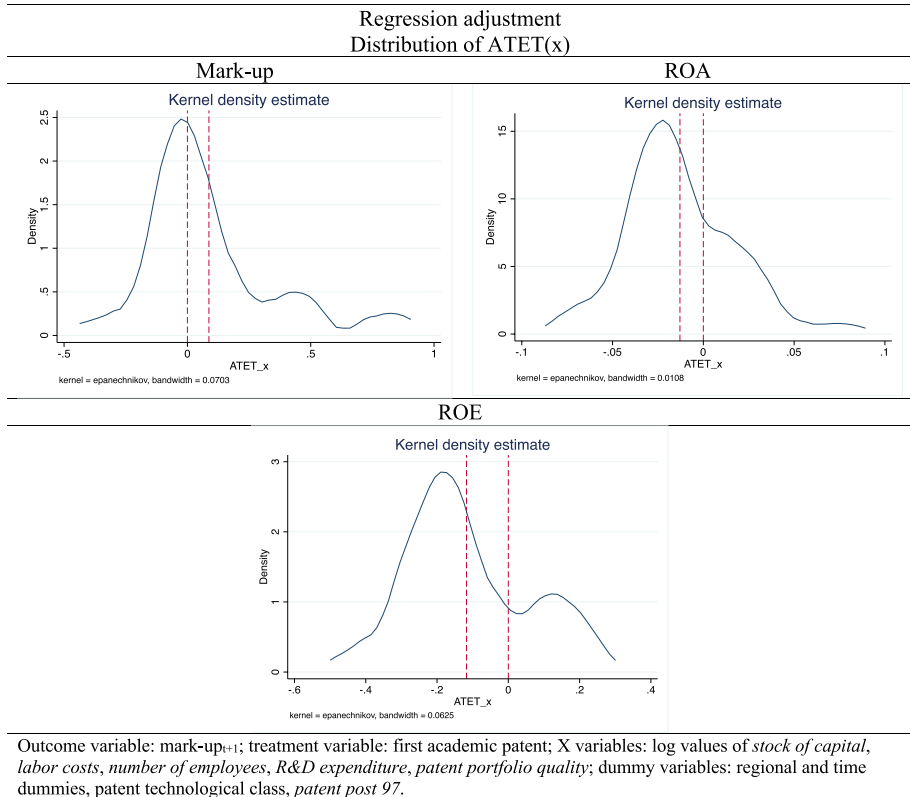 Regression adjustment
Distribution of ATET(x)
Mark-up
ROA
Kernel density estimate
2.5
2
1.5
1
.5
0
Density
-.5
0
.5
1
ATET_x
kernel = epanechnikov, bandwidth = 0.0703
Kernel density estimate
15
10
5
0
Density
-.1
-.05
0
.05
.1
ATET_x
kernel = epanechnikov, bandwidth = 0.0108
ROE
Kernel density estimate
3
2
1
0
Density
-.6
-.4
-.2
0
.2
.4
ATET_x
kernel = epanechnikov, bandwidth = 0.0625
Outcome variable: mark-upt+1; treatment variable: first academic patent; X variables: log values of stock of capital,
labor costs, number of employees, R&D expenditure, patent portfolio quality; dummy variables: regional and time
dummies, patent technological class, patent post 97.